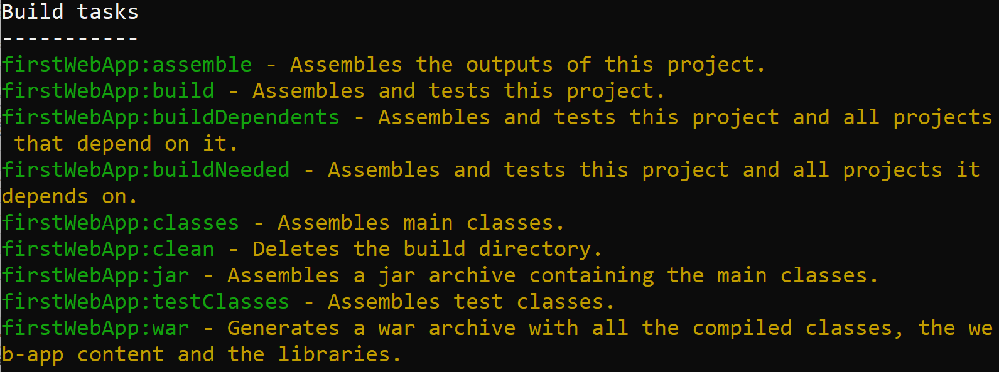 Build tasks
-----------
firstWebApp:assemble - Assembles the outputs of this project.
firstWebApp:build - Assembles and tests this project.
firstWebApp:buildDependents - Assembles and tests this project and all projects
 that depend on it.
firstWebApp:buildNeeded - Assembles and tests this project and all projects it
depends on.
firstWebApp:classes - Assembles main classes.
firstWebApp:clean - Deletes the build directory.
firstWebApp:jar - Assembles a jar archive containing the main classes.
firstWebApp:testClasses - Assembles test classes.
firstWebApp:war - Generates a war archive with all the compiled classes, the we
b-app content and the libraries.